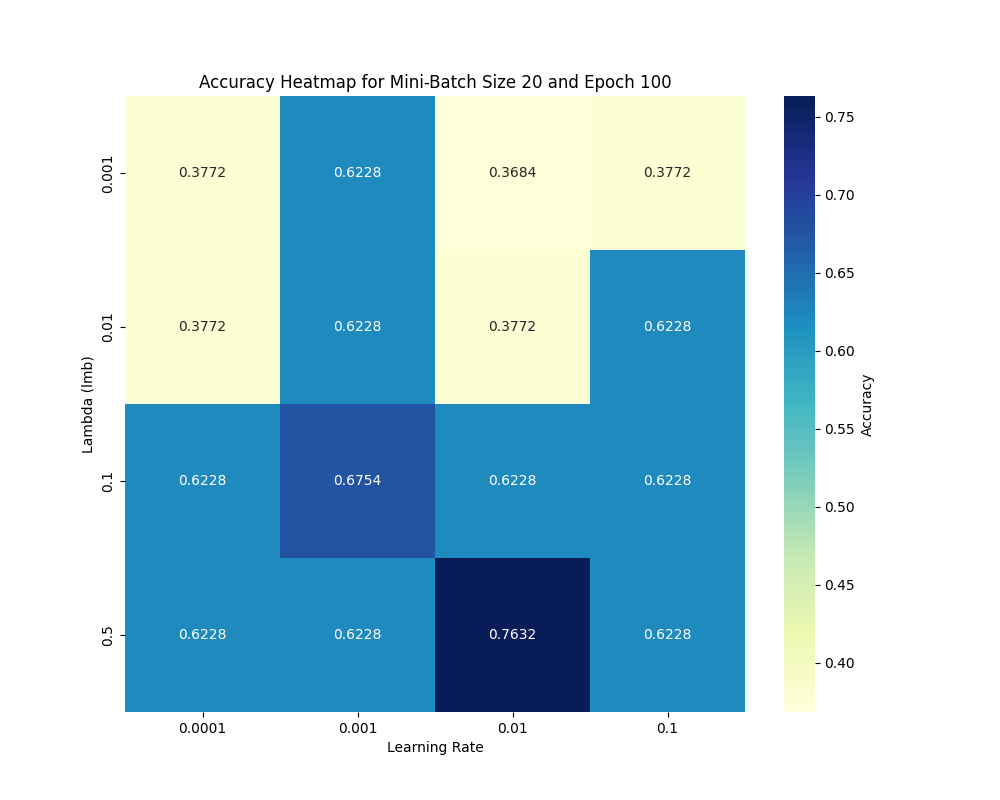 Accuracy Heatmap for Mini-Batch Size 20 and Epoch 100
Lambda (lmb)
0.001 0.3772 0.6228 0.3684 0.3772
0.01 0.3772 0.6228 0.3772 0.6228
0.1 0.6228 0.6754 0.6228 0.6228
0.5 0.6228 0.6228 0.7632 0.6228
0.0001 0.001 0.01 0.1
Learning Rate
0.75
0.70
0.65
0.60
0.55
0.50
0.45
0.40
Accuracy